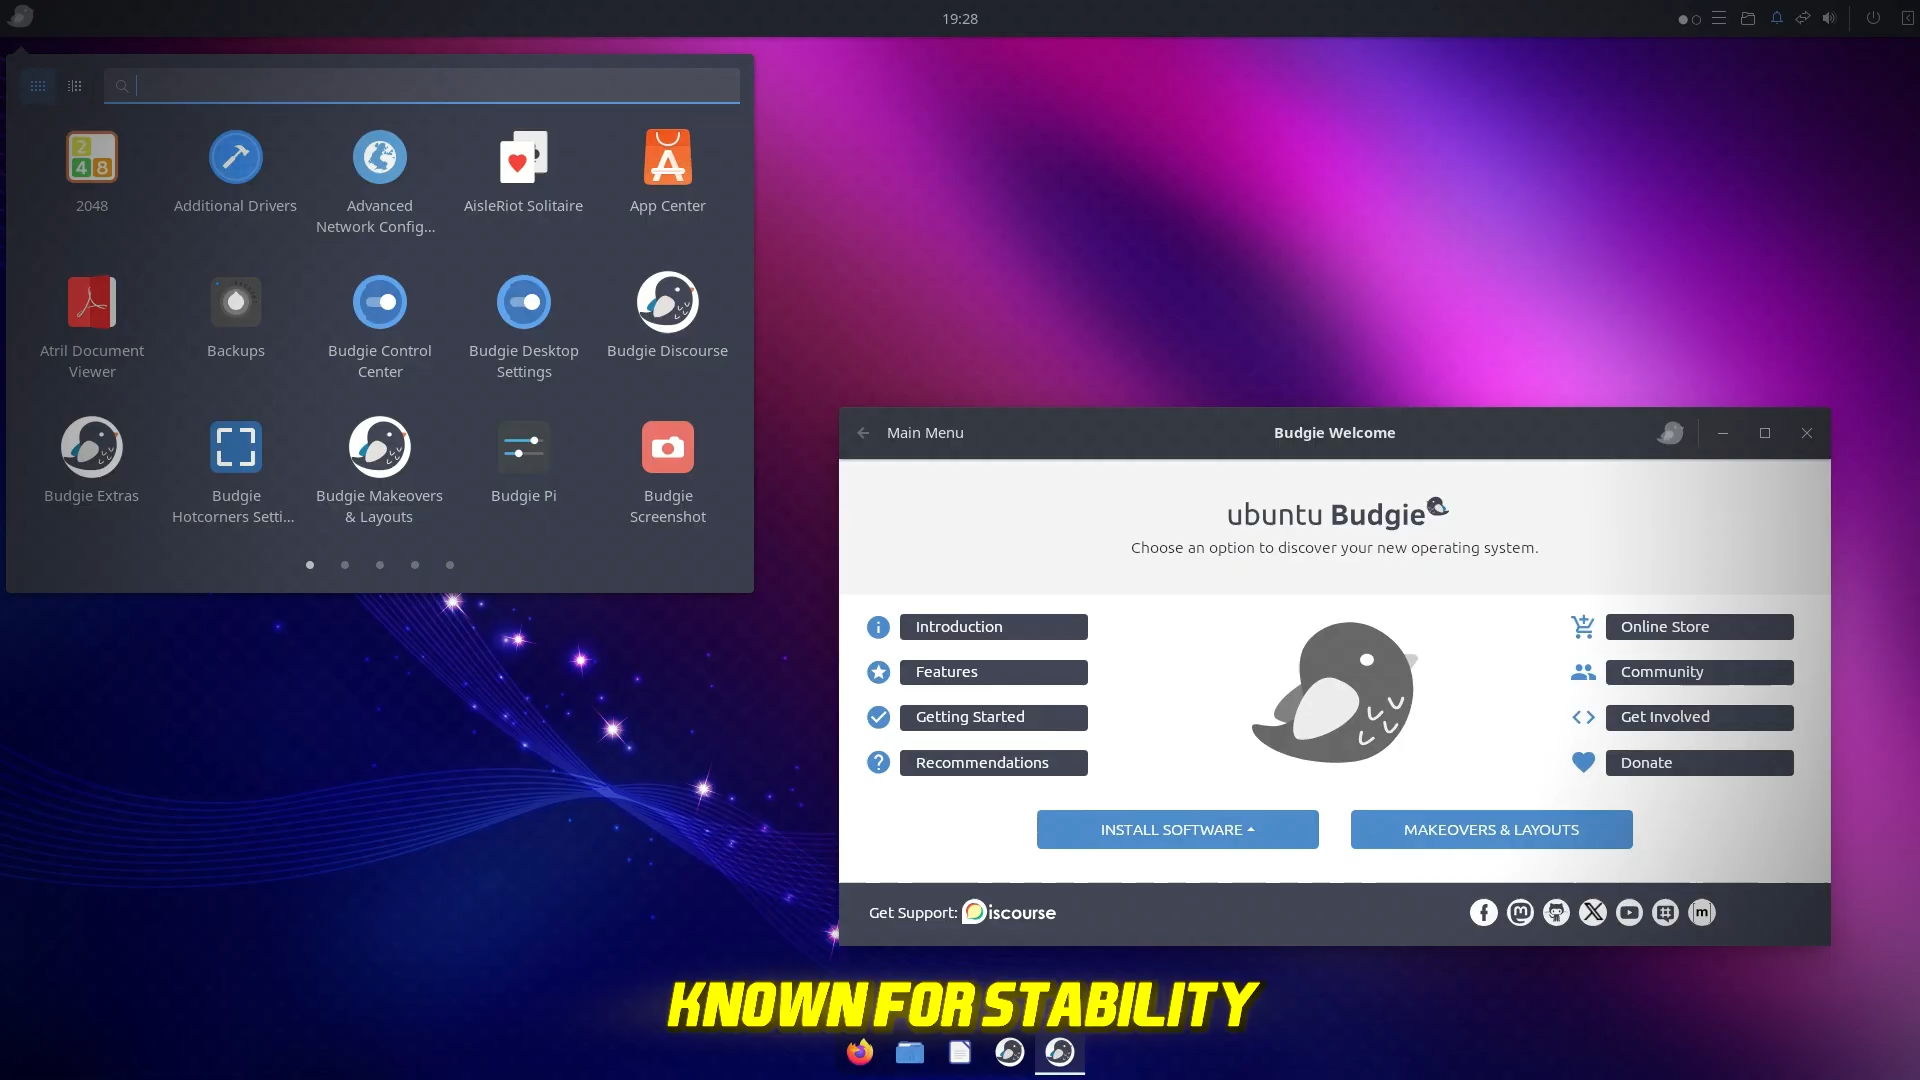 19:28
2048
Additional Drivers
Advanced
Network Config...
AisleRiot Solitaire
App Center
Atril Document
Viewer
Backups
Budgie Control
Center
Budgie Desktop
Settings
Budgie Discourse
Budgie Extras
Budgie
Hotcorners Setti...
Budgie Makeovers
& Layouts
Budgie Pi
Budgie
Screenshot
Main Menu
Budgie Welcome
ubuntu Budgie
Choose an option to discover your new operating system.
Introduction
Features
Getting Started
Recommendations
Online Store
Community
Get Involved
Donate
INSTALL SOFTWARE
MAKEOVERS & LAYOUTS
Get Support: Discourse
KNOWN FOR STABILITY